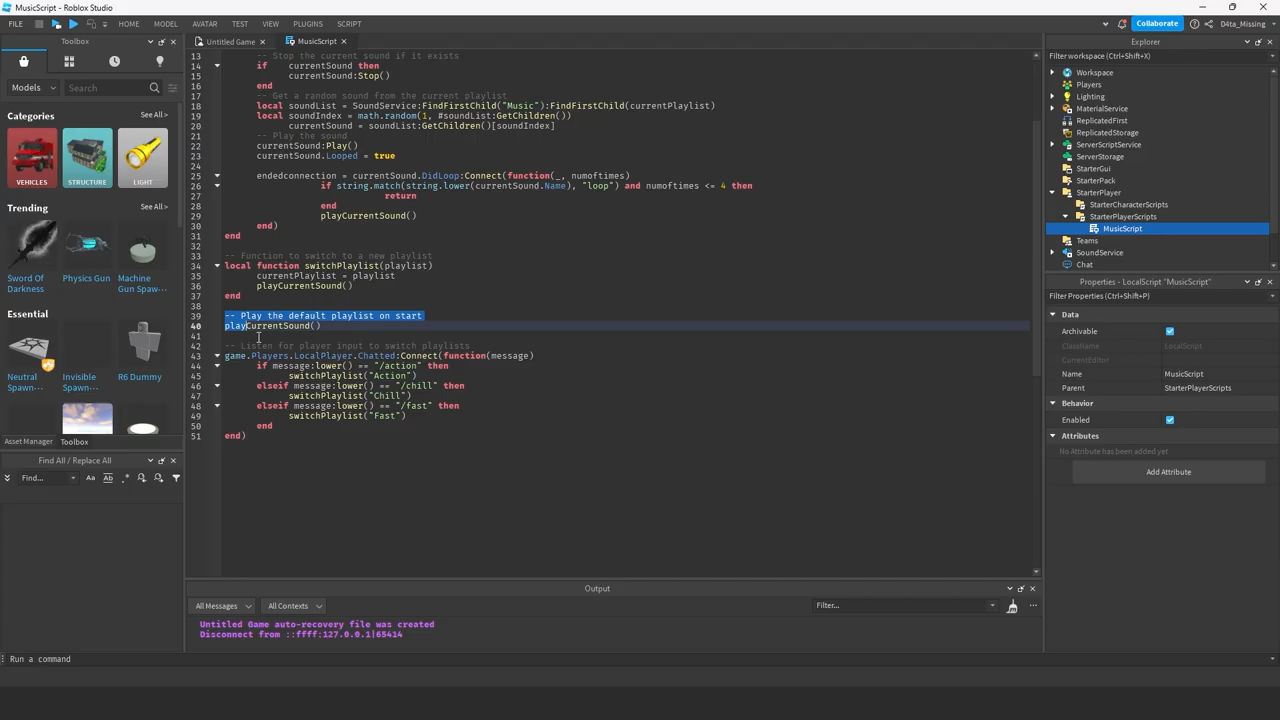 MusicScript - Roblox Studio
FILE HOME MODEL AVATAR TEST VIEW PLUGINS SCRIPT Collaborate D4ta_Missing
Toolbox
Models Search
Categories See All >
VEHICLES STRUCTURE LIGHT
Trending See All >
Sword Of Darkness
Physics Gun
Machine Gun Spaw-
Essential See All >
Neutral Spawn-
Invisible Spawn-
R6 Dummy
Asset Manager Toolbox
Find All / Replace All
Find... Aa Ab .*
Untitled Game MusicScript
13 -- Stop the current sound if it exists
14 if currentSound then
15 currentSound:Stop()
16 end
17 -- Get a random sound from the current playlist
18 local soundList = SoundService:FindFirstChild("Music"):FindFirstChild(currentPlaylist)
19 local soundIndex = math.random(1, #soundList:GetChildren())
20 currentSound = soundList:GetChildren()[soundIndex]
21 -- Play the sound
22 currentSound:Play()
23 currentSound.Looped = true
24
25 endedconnection = currentSound.DidLoop:Connect(function(_, numoftimes)
26 if string.match(string.lower(currentSound.Name), "loop") and numoftimes <= 4 then
27 return
28 end
29 playCurrentSound()
30 end)
31 end
32
33 -- Function to switch to a new playlist
34 local function switchPlaylist(playlist)
35 currentPlaylist = playlist
36 playCurrentSound()
37 end
38
39 -- Play the default playlist on start
40 playCurrentSound()
41
42 -- Listen for player input to switch playlists
43 game.Players.LocalPlayer.Chatted:Connect(function(message)
44 if message:lower() == "/action" then
45 switchPlaylist("Action")
46 elseif message:lower() == "/chill" then
47 switchPlaylist("Chill")
48 elseif message:lower() == "/fast" then
49 switchPlaylist("Fast")
50 end
51 end)
Output
All Messages All Contexts Filter...
Untitled Game auto-recovery file was created
Disconnect from ::ffff:127.0.0.1|65414
Run a command
Explorer
Filter workspace (Ctrl+Shift+X)
Workspace
Players
Lighting
MaterialService
ReplicatedFirst
ReplicatedStorage
ServerScriptService
ServerStorage
StarterGui
StarterPack
StarterPlayer
StarterCharacterScripts
StarterPlayerScripts
MusicScript
Teams
SoundService
Chat
Properties - LocalScript "MusicScript"
Filter Properties (Ctrl+Shift+P)
Data
Archivable
ClassName LocalScript
CurrentEditor
Name MusicScript
Parent StarterPlayerScripts
Behavior
Enabled
Attributes
No Attribute has been added yet
Add Attribute